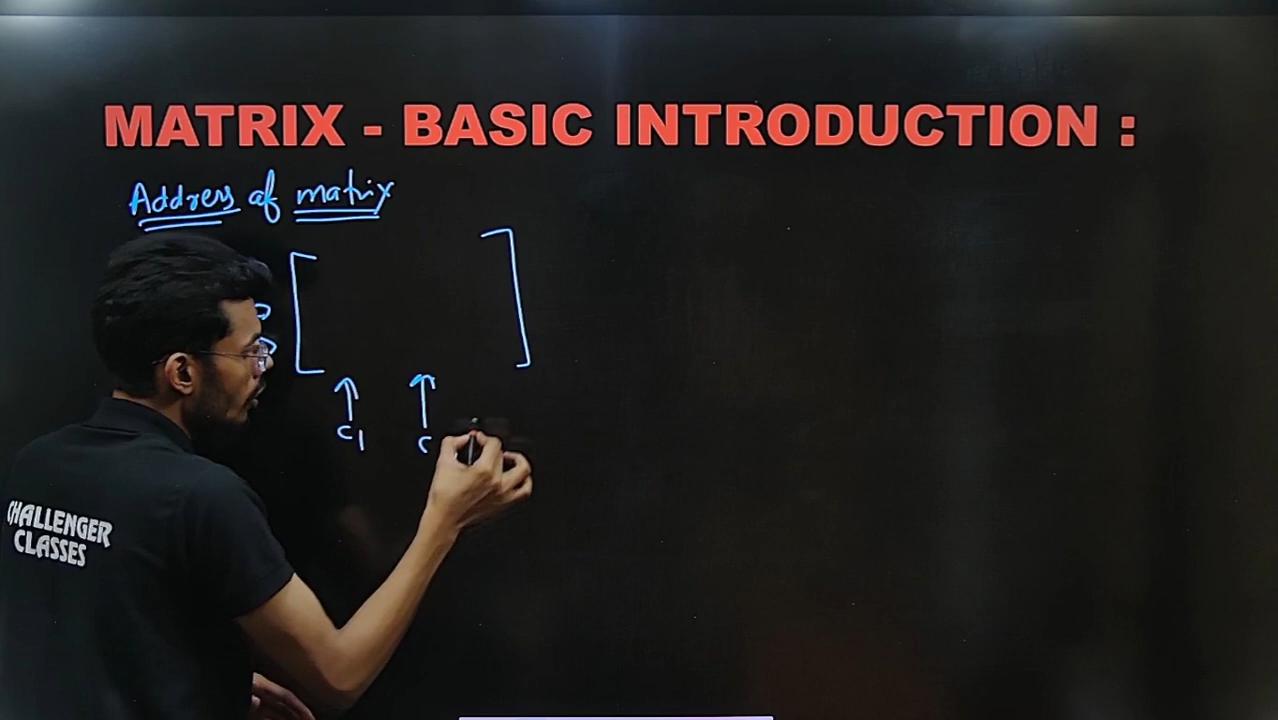 MATRIX - BASIC INTRODUCTION :
Address of matrix
C1 C
CHALLENGER
CLASSES